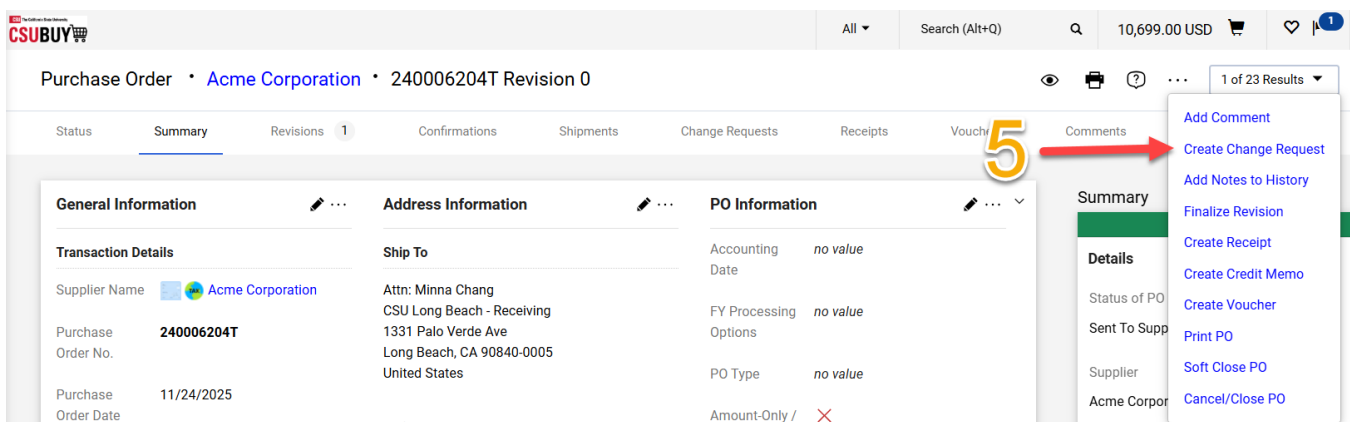 CSU The California State University
CSUBUY
All
Search (Alt+Q)
10,699.00 USD
1
Purchase Order • Acme Corporation • 240006204T Revision 0
1 of 23 Results
Status
Summary
Revisions 1
Confirmations
Shipments
Change Requests
Receipts
Vouche
Comments
5
Add Comment
Create Change Request
Add Notes to History
Finalize Revision
Create Receipt
Create Credit Memo
Create Voucher
Print PO
Soft Close PO
Cancel/Close PO
General Information
Transaction Details
Supplier Name Acme Corporation
Purchase Order No. 240006204T
Purchase Order Date 11/24/2025
Address Information
Ship To
Attn: Minna Chang
CSU Long Beach - Receiving
1331 Palo Verde Ave
Long Beach, CA 90840-0005
United States
PO Information
Accounting Date no value
FY Processing Options no value
PO Type no value
Amount-Only /
Summary
Details
Status of PO
Sent To Supp
Supplier
Acme Corpor